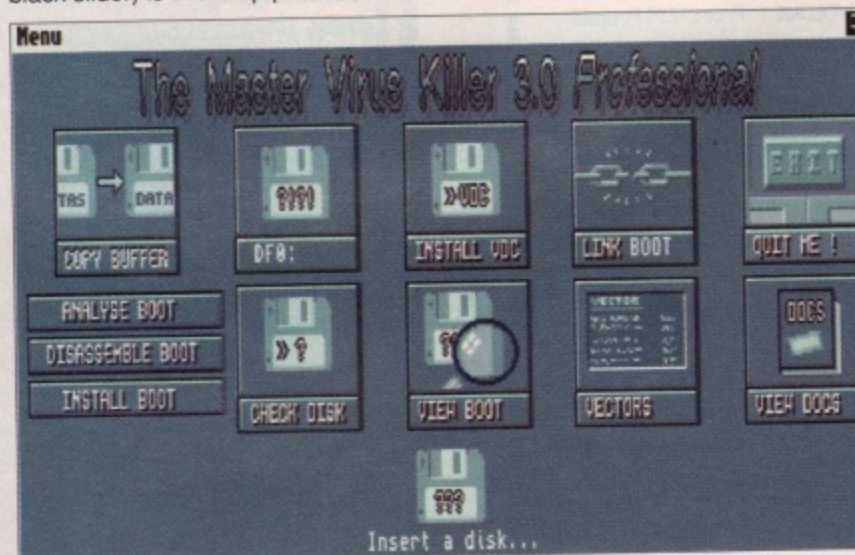 Menu
The Master Virus Killer 3.0 Professional
TAS
DATA
?!?!
»VDC
EXIT
COPY BUFFER
DF0:
INSTALL VDC
LINK BOOT
QUIT ME !
ANALYSE BOOT
DISASSEMBLE BOOT
INSTALL BOOT
» ?
VECTOR
DOCS
CHECK DISK
VIEW BOOT
VECTORS
VIEW DOCS
???
Insert a disk...